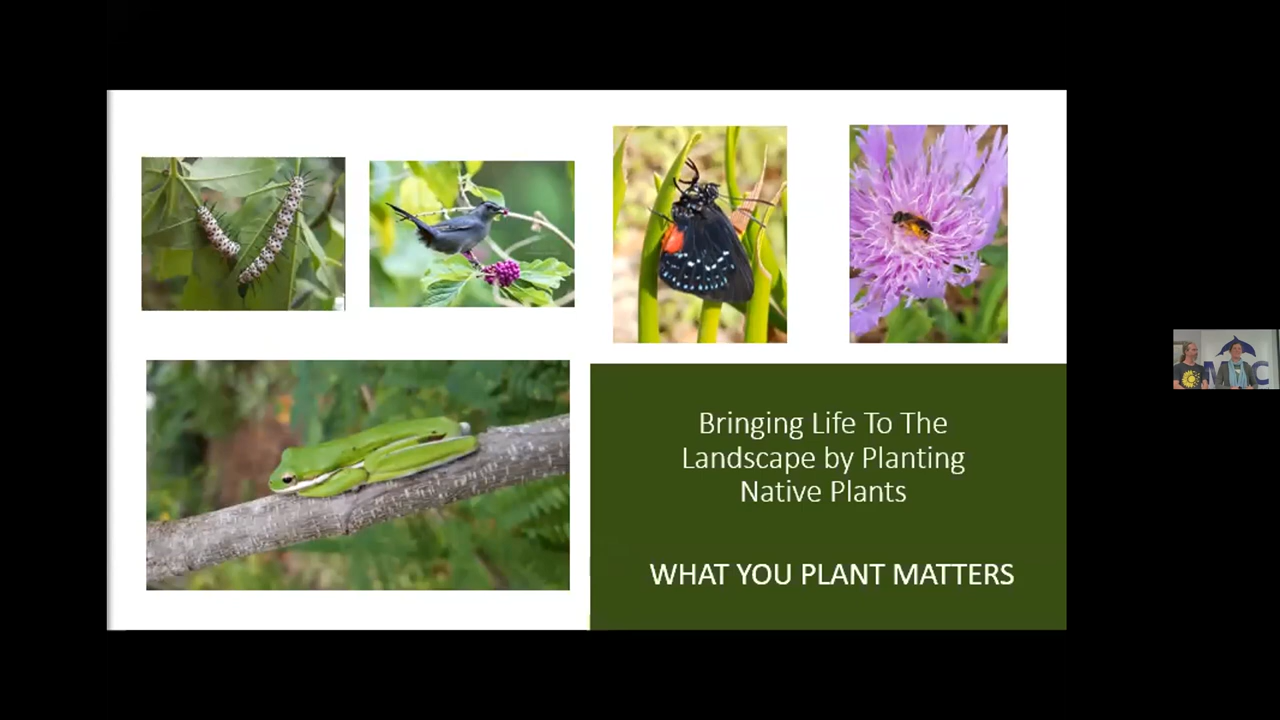 Bringing Life To The
Landscape by Planting
Native Plants
WHAT YOU PLANT MATTERS